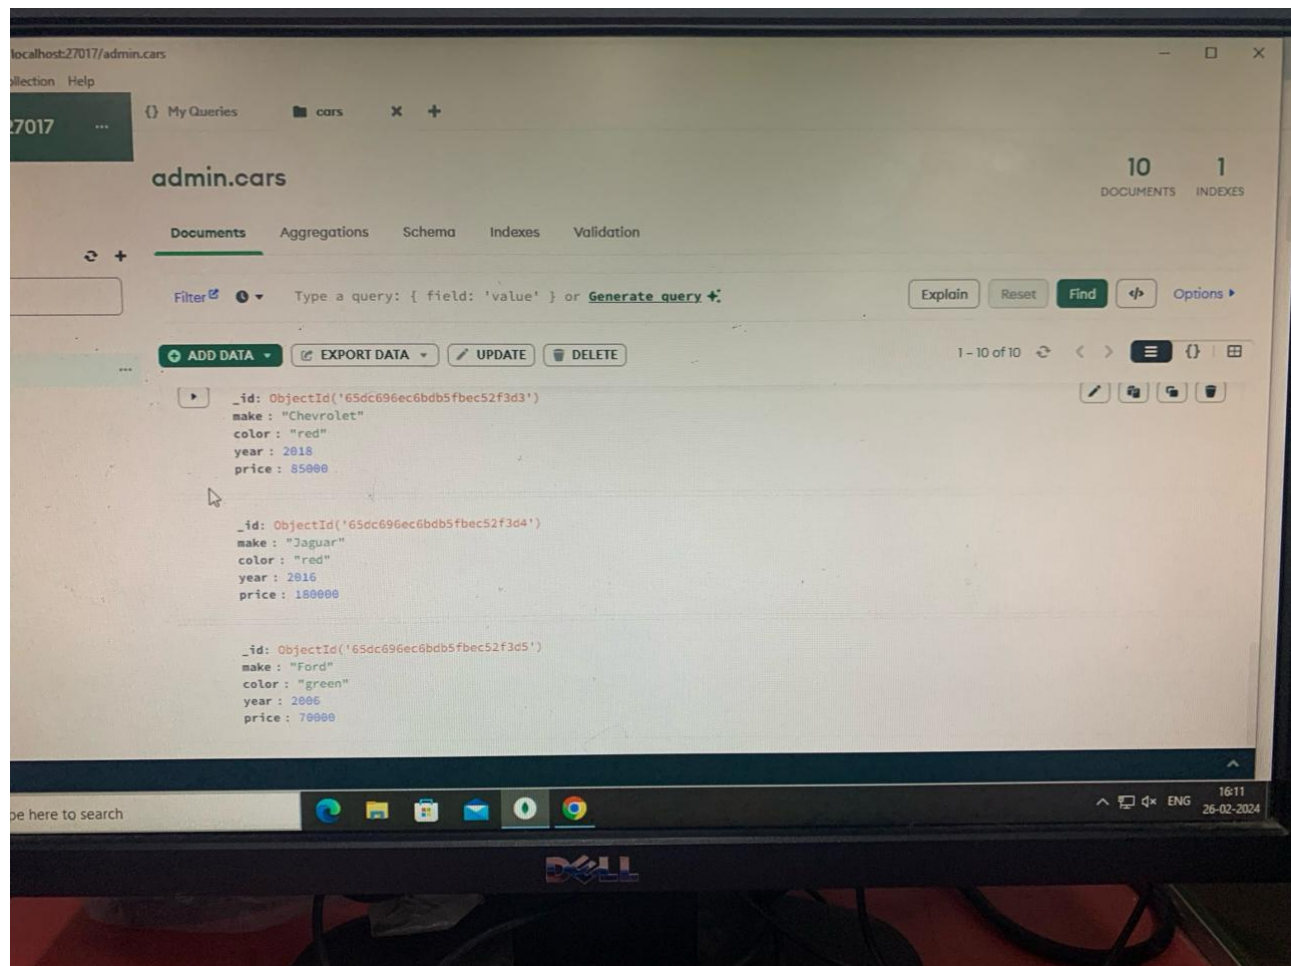 localhost:27017/admin.cars
Help
27017 ...
{} My Queries
cars
admin.cars
10
DOCUMENTS
1
INDEXES
Documents Aggregations Schema Indexes Validation
Filter
Type a query: { field: 'value' } or Generate query
Explain Reset Find </> Options
ADD DATA EXPORT DATA UPDATE DELETE
1 – 10 of 10
{}
_id: ObjectId('65dc696ec6bdb5fbec52f3d3')
make : "Chevrolet"
color : "red"
year : 2018
price : 85000
_id: ObjectId('65dc696ec6bdb5fbec52f3d4')
make : "Jaguar"
color : "red"
year : 2016
price : 180000
_id: ObjectId('65dc696ec6bdb5fbec52f3d5')
make : "Ford"
color : "green"
year : 2006
price : 70000
here to search
ENG
16:11
26-02-2024
DELL